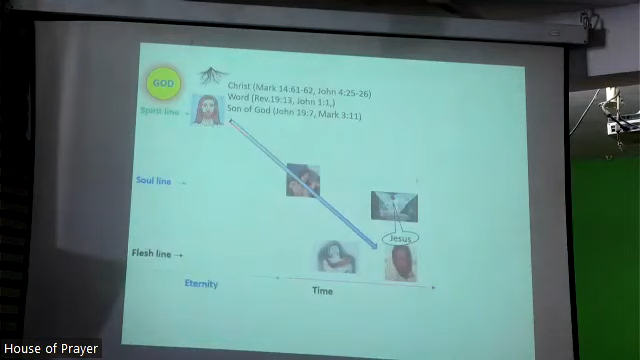 GOD
Christ (Mark 14:61-62, John 4:25-26)
Word (Rev.19:13, John 1:1,)
Son of God (John 19:7, Mark 3:11)
Spirit line →
Soul line →
Jesus
Flesh line →
Eternity
Time
House of Prayer